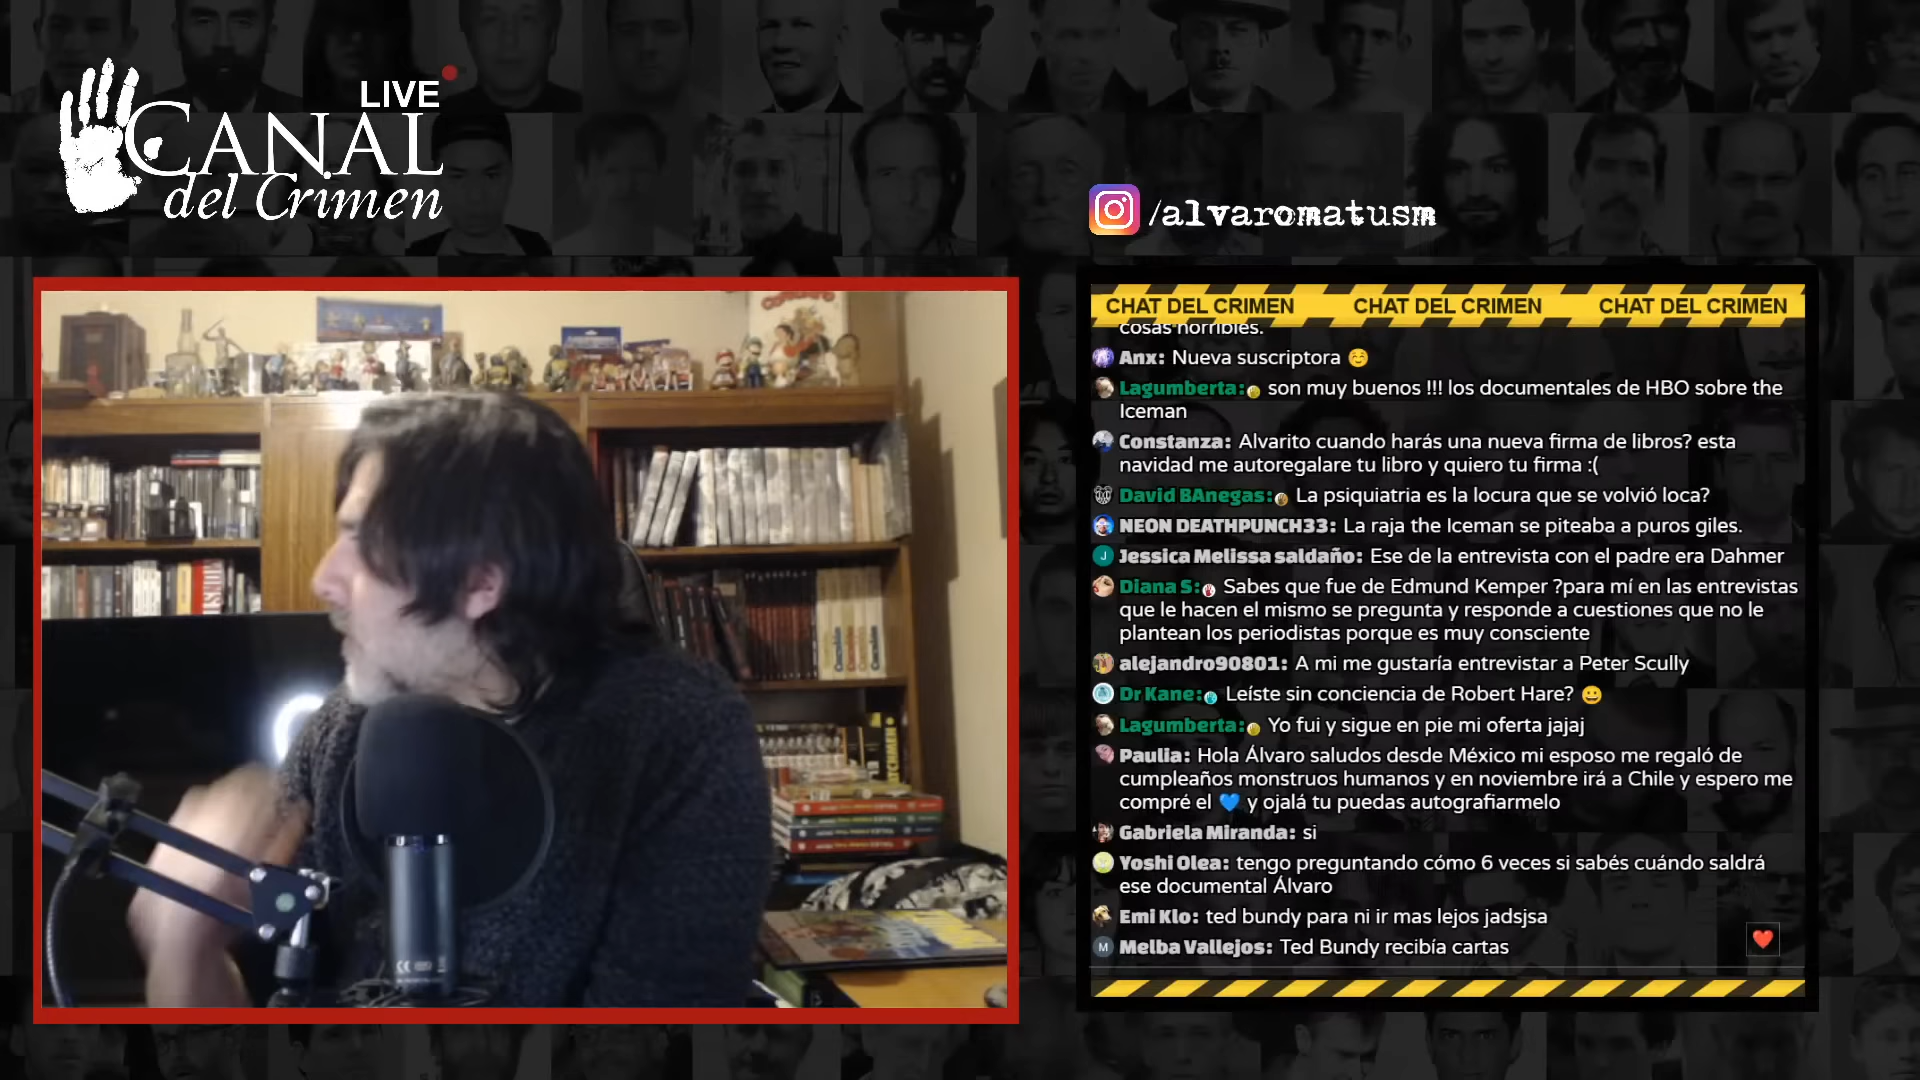 LIVE
CANAL
del Crimen
/alvaromatusm
CHAT DEL CRIMEN CHAT DEL CRIMEN CHAT DEL CRIMEN
cosas horribles.
Anx: Nueva suscriptora ☺️
Lagumberta: son muy buenos !!! los documentales de HBO sobre the
Iceman
Constanza: Alvarito cuando harás una nueva firma de libros? esta
navidad me autoregalare tu libro y quiero tu firma :(
David BAnegas: La psiquiatria es la locura que se volvió loca?
NEON DEATHPUNCH33: La raja the Iceman se piteaba a puros giles.
J Jessica Melissa saldaño: Ese de la entrevista con el padre era Dahmer
Diana S: Sabes que fue de Edmund Kemper ?para mí en las entrevistas
que le hacen el mismo se pregunta y responde a cuestiones que no le
plantean los periodistas porque es muy consciente
alejandro90801: A mi me gustaría entrevistar a Peter Scully
Dr Kane: Leíste sin conciencia de Robert Hare? 😀
Lagumberta: Yo fui y sigue en pie mi oferta jajaj
Paulia: Hola Álvaro saludos desde México mi esposo me regaló de
cumpleaños monstruos humanos y en noviembre irá a Chile y espero me
compré el 💙 y ojalá tu puedas autografiarmelo
Gabriela Miranda: si
Yoshi Olea: tengo preguntando cómo 6 veces si sabés cuándo saldrá
ese documental Álvaro
Emi Klo: ted bundy para ni ir mas lejos jadsjsa
M Melba Vallejos: Ted Bundy recibía cartas